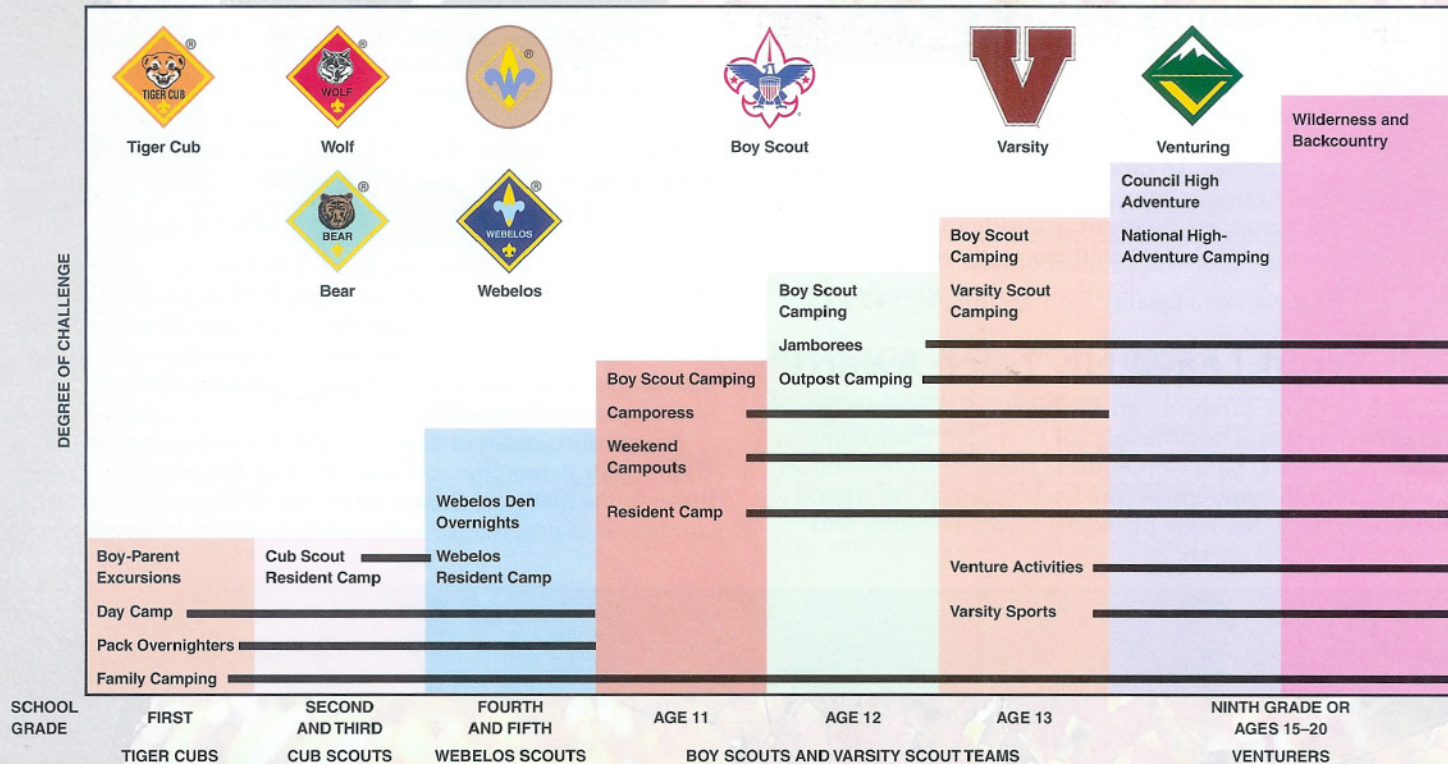 ®
TIGER CUB
Tiger Cub
®
WOLF
Wolf
®
BEAR
Bear
®
®
WEBELOS
Webelos
Boy Scout
V
Varsity
Venturing
DEGREE OF CHALLENGE
Boy-Parent
Excursions
Day Camp
Pack Overnighters
Family Camping
Cub Scout
Resident Camp
Webelos Den
Overnights
Webelos
Resident Camp
Boy Scout Camping
Camporess
Weekend
Campouts
Resident Camp
Boy Scout
Camping
Jamborees
Outpost Camping
Boy Scout
Camping
Varsity Scout
Camping
Venture Activities
Varsity Sports
Council High
Adventure
National High-
Adventure Camping
Wilderness and
Backcountry
SCHOOL
GRADE
FIRST
SECOND
AND THIRD
FOURTH
AND FIFTH
AGE 11
AGE 12
AGE 13
NINTH GRADE OR
AGES 15–20
TIGER CUBS
CUB SCOUTS
WEBELOS SCOUTS
BOY SCOUTS AND VARSITY SCOUT TEAMS
VENTURERS